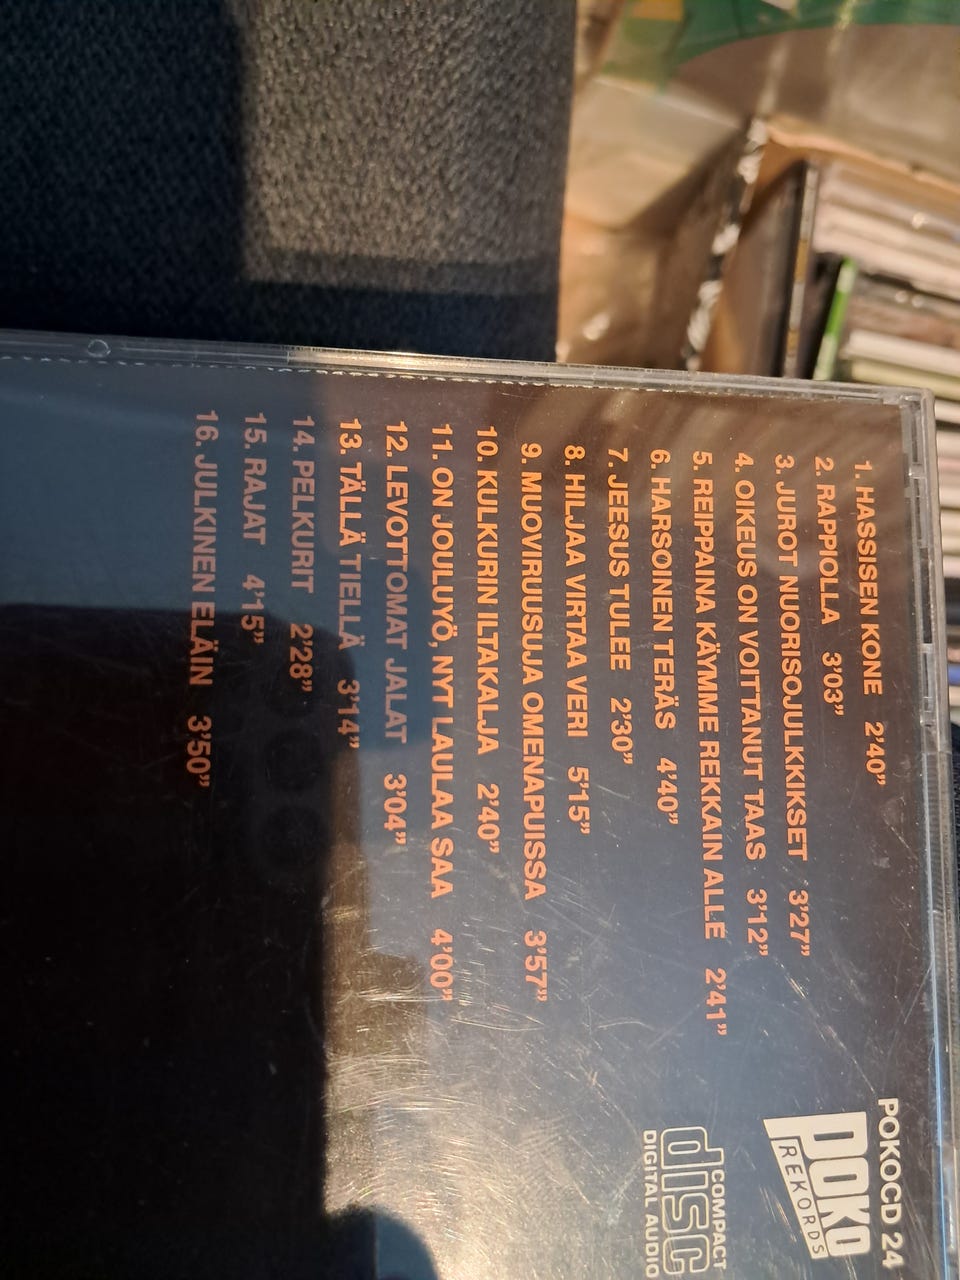 1. HASSISEN KONE 2'40"
2. RAPPIOLLA 3'03"
3. JUROT NUORISOJULKKIKSET 3'27"
4. OIKEUS ON VOITTANUT TAAS 3'12"
5. REIPPAINA KÄYMME REKKAIN ALLE 2'41"
6. HARSOINEN TERÄS 4'40"
7. JEESUS TULEE 2'30"
8. HILJAA VIRTAA VERI 5'15"
9. MUOVIRUUSUJA OMENAPUISSA 3'57"
10. KULKURIN ILTAKALJA 2'40"
11. ON JOULUYÖ, NYT LAULAA SAA 4'00"
12. LEVOTTOMAT JALAT 3'04"
13. TÄLLÄ TIELLÄ 3'14"
14. PELKURIT 2'28"
15. RAJAT 4'15"
16. JULKINEN ELÄIN 3'50"
POKOCD 24
POKO
REKORDS
COMPACT
disc
DIGITAL AUDIO